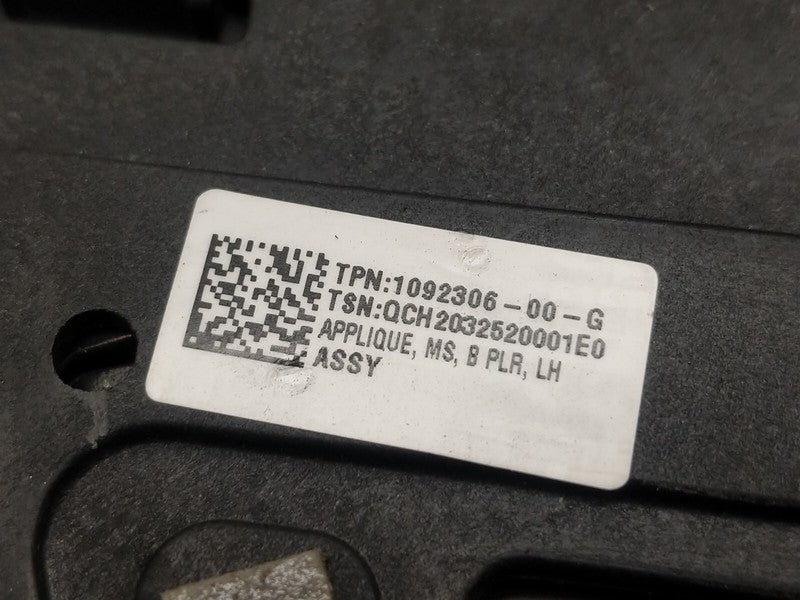 TPN:1092306-00-G
TSN:QCH2032520001E0
APPLIQUE, MS, B PLR, LH
ASSY